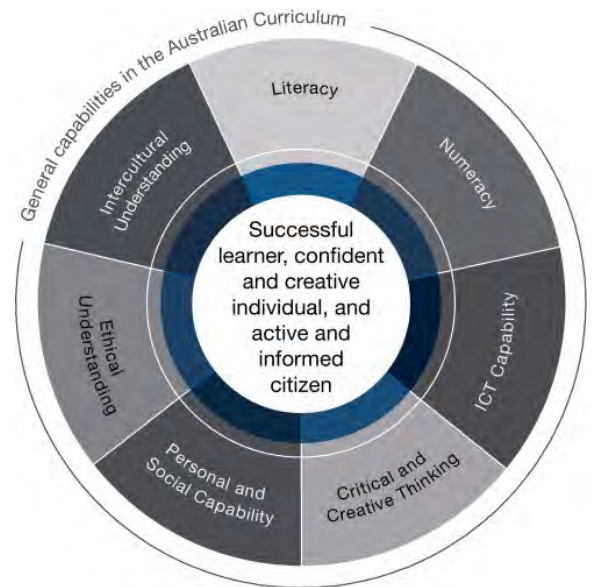 General capabilities in the Australian Curriculum
Literacy
Numeracy
ICT Capability
Critical and
Creative Thinking
Personal and
Social Capability
Ethical
Understanding
Intercultural
Understanding
Successful
learner, confident
and creative
individual, and
active and
informed
citizen